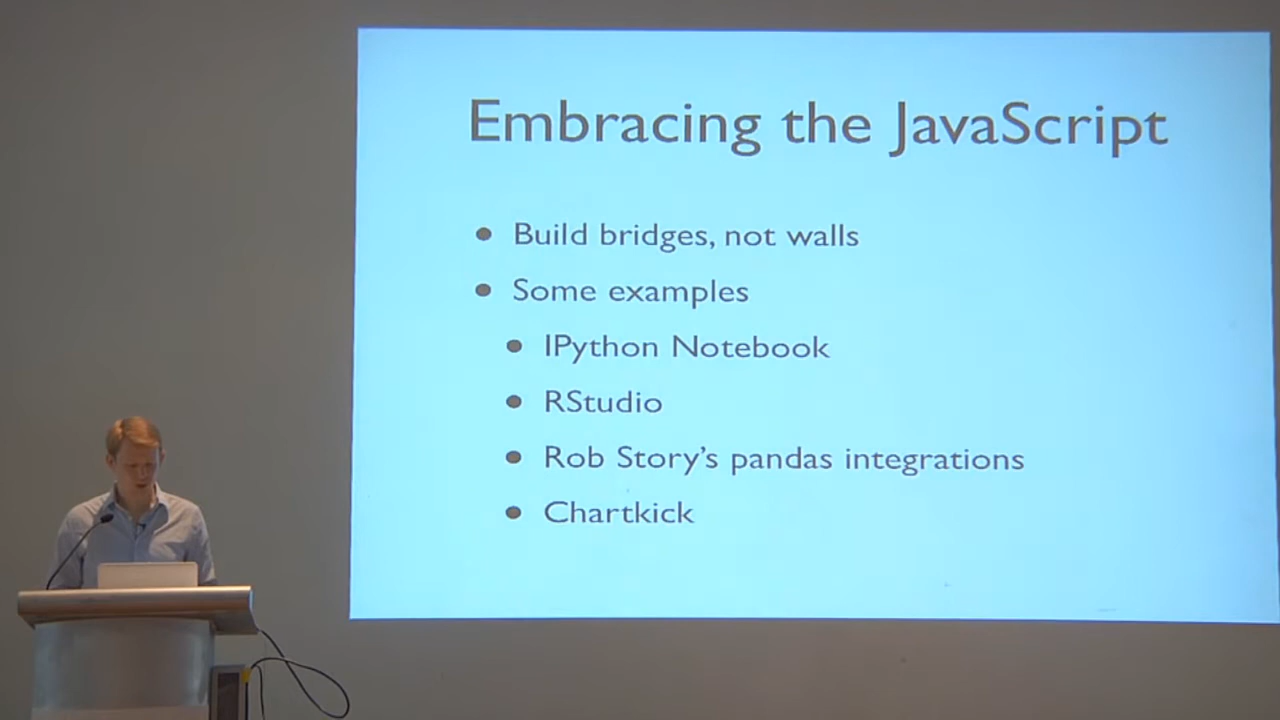 Embracing the JavaScript
Build bridges, not walls
Some examples
IPython Notebook
RStudio
Rob Story's pandas integrations
Chartkick